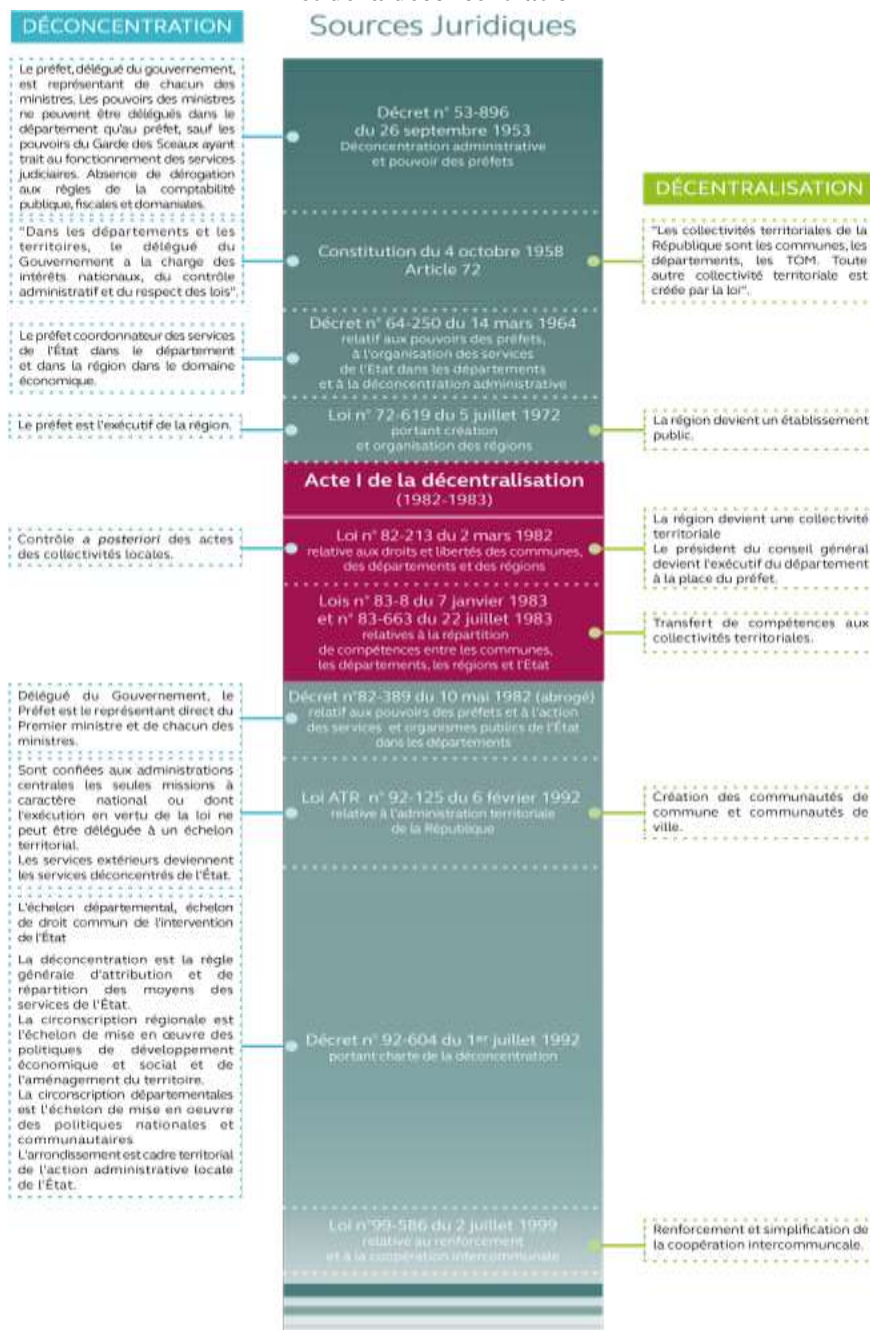 DÉCONCENTRATION
Sources Juridiques
Le préfet, délégué du gouvernement,
est représentant de chacun des
ministres. Les pouvoirs des ministres
ne peuvent être délégués dans le
département qu'au préfet, sauf les
pouvoirs du Garde des Sceaux ayant
trait au fonctionnement des services
judiciaires. Absence de dérogation
aux règles de la comptabilité
publique, fiscales et domaniales.
Décret n° 53-896
du 26 septembre 1953
Déconcentration administrative
et pouvoir des préfets
DÉCENTRALISATION
"Dans les départements et les
territoires, le délégué du
Gouvernement a la charge des
intérêts nationaux, du contrôle
administratif et du respect des lois".
Constitution du 4 octobre 1958
Article 72
"Les collectivités territoriales de la
République sont les communes, les
départements, les TOM. Toute
autre collectivité territoriale est
créée par la loi".
Le préfet coordonnateur des services
de l'État dans le département
et dans la région dans le domaine
économique.
Décret n° 64-250 du 14 mars 1964
relatif aux pouvoirs des préfets,
à l'organisation des services
de l'État dans les départements
et à la déconcentration administrative
Le préfet est l'exécutif de la région.
Loi n° 72-619 du 5 juillet 1972
portant création
et organisation des régions
La région devient un établissement
public.
Acte I de la décentralisation
(1982-1983)
Contrôle a posteriori des actes
des collectivités locales.
Loi n° 82-213 du 2 mars 1982
relative aux droits et libertés des communes,
des départements et des régions
La région devient une collectivité
territoriale
Le président du conseil général
devient l'exécutif du département
à la place du préfet.
Lois n° 83-8 du 7 janvier 1983
et n° 83-663 du 22 juillet 1983
relatives à la répartition
de compétences entre les communes,
les départements, les régions et l'Etat
Transfert de compétences aux
collectivités territoriales.
Délégué du Gouvernement, le
Préfet est le représentant direct du
Premier ministre et de chacun des
ministres.
Décret n°82-389 du 10 mai 1982 (abrogé)
relatif aux pouvoirs des préfets et à l'action
des services et organismes publics de l'État
dans les départements
Sont confiées aux administrations
centrales les seules missions à
caractère national ou dont
l'exécution en vertu de la loi ne
peut être déléguée à un échelon
territorial.
Les services extérieurs deviennent
les services déconcentrés de l'État.
Loi ATR n° 92-125 du 6 février 1992
relative à l'administration territoriale
de la République
Création des communautés de
commune et communautés de
ville.
L'échelon départemental, échelon
de droit commun de l'intervention
de l'État
La déconcentration est la règle
générale d'attribution et de
répartition des moyens des
services de l'État.
La circonscription régionale est
l'échelon de mise en œuvre des
politiques de développement
économique et social et de
l'aménagement du territoire.
La circonscription départementales
est l'échelon de mise en oeuvre
des politiques nationales et
communautaires
L'arrondissement est cadre territorial
de l'action administrative locale
de l'État.
Décret n° 92-604 du 1er juillet 1992
portant charte de la déconcentration
Loi n°99-586 du 2 juillet 1999
relative au renforcement
et à la coopération intercommunale
Renforcement et simplification de
la coopération intercommuncale.